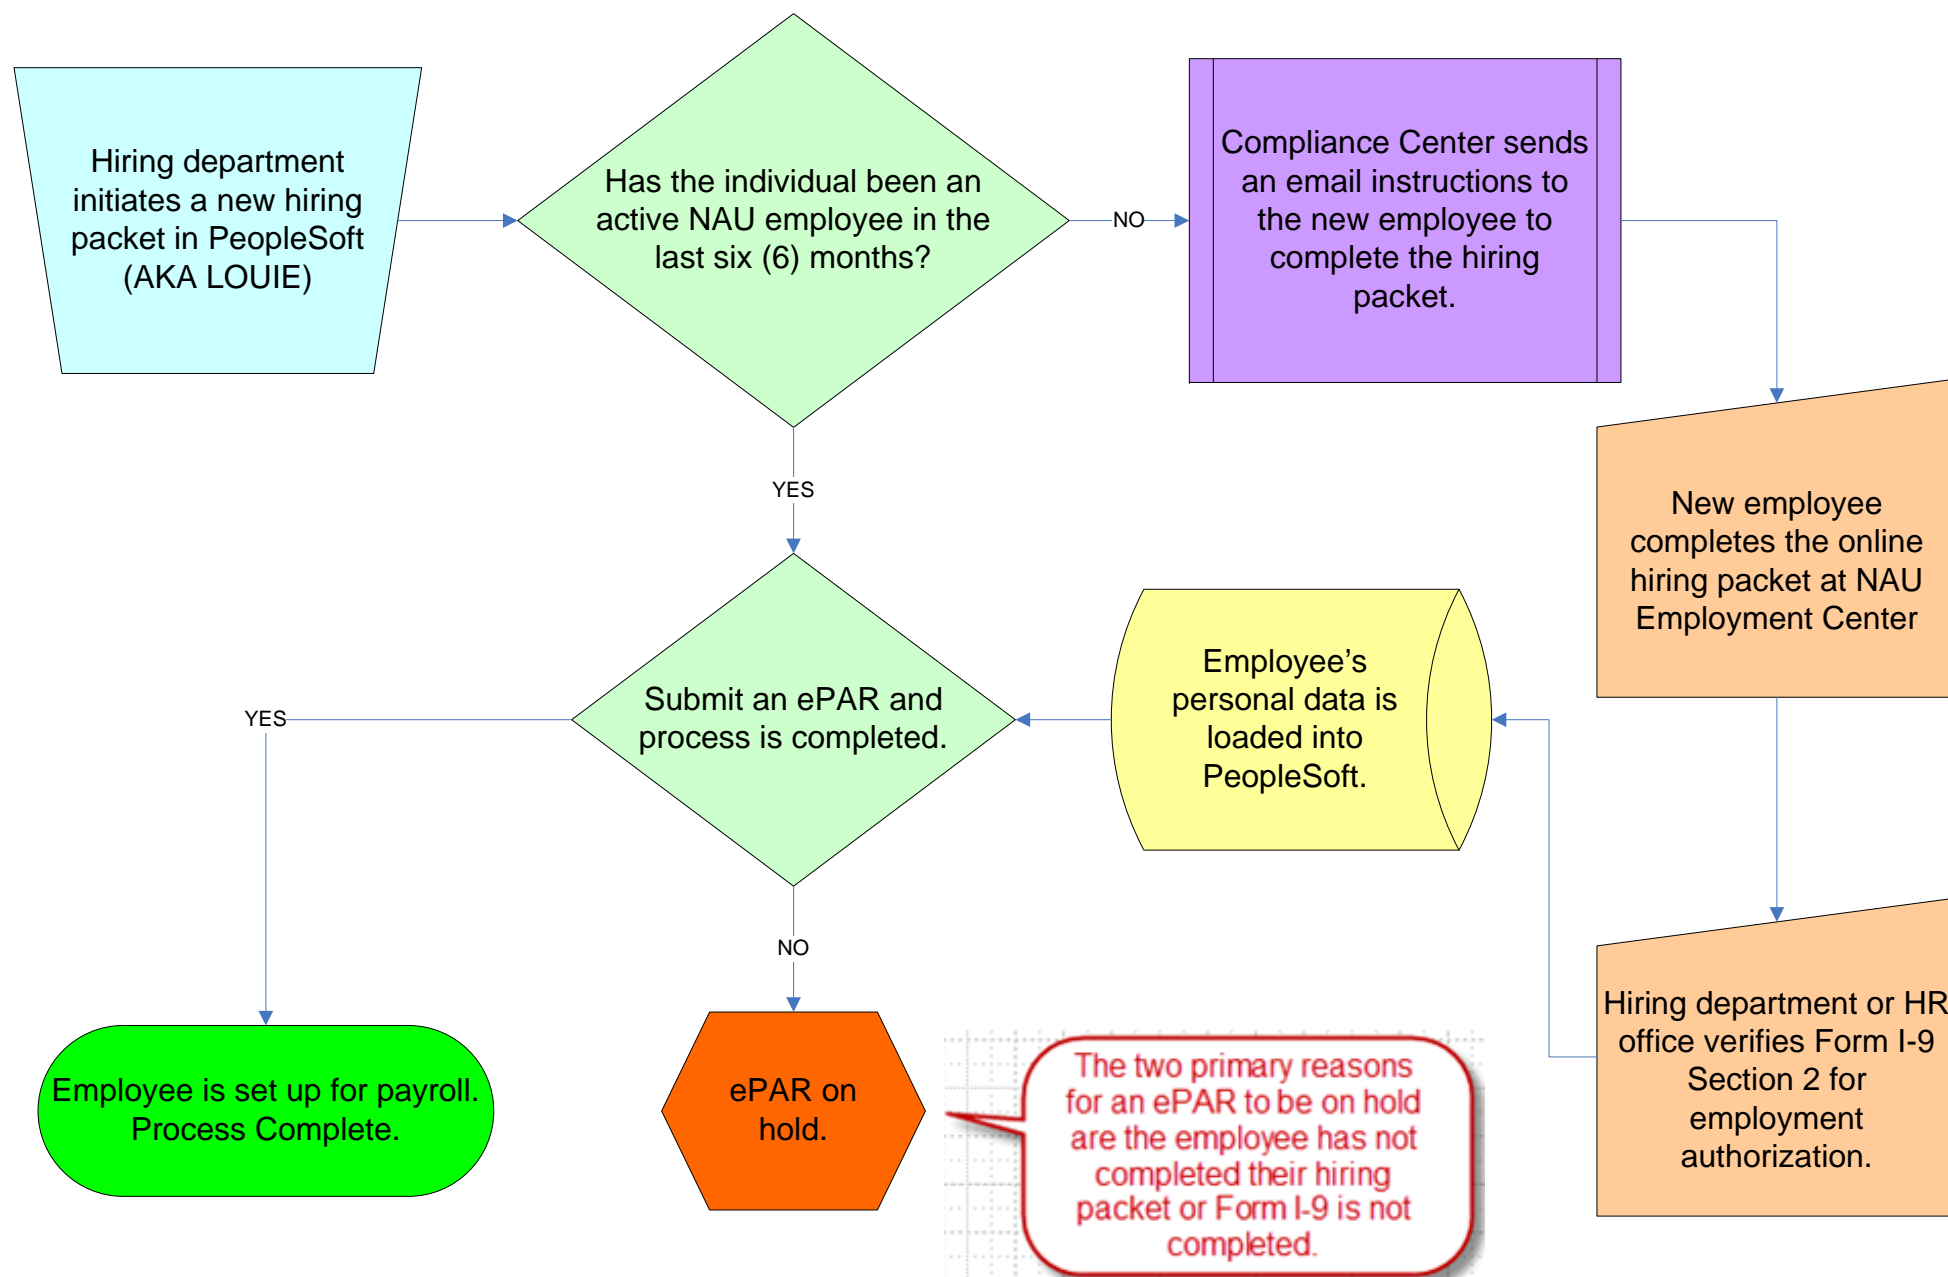 Hiring department
initiates a new hiring
packet in PeopleSoft
(AKA LOUIE)
Has the individual been an
active NAU employee in the
last six (6) months?
NO
Compliance Center sends
an email instructions to
the new employee to
complete the hiring
packet.
YES
New employee
completes the online
hiring packet at NAU
Employment Center
Employee’s
personal data is
loaded into
PeopleSoft.
Submit an ePAR and
process is completed.
YES
NO
Hiring department or HR
office verifies Form I-9
Section 2 for
employment
authorization.
Employee is set up for payroll.
Process Complete.
ePAR on
hold.
The two primary reasons
for an ePAR to be on hold
are the employee has not
completed their hiring
packet or Form I-9 is not
completed.